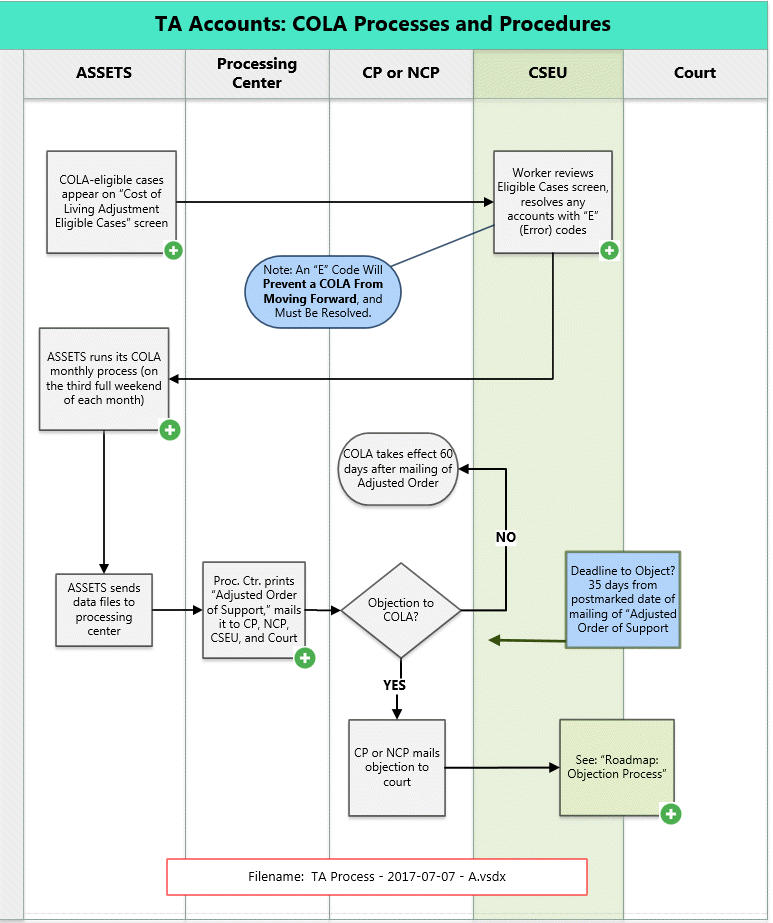 TA Accounts: COLA Processes and Procedures
ASSETS
Processing
Center
CP or NCP
CSEU
Court
COLA-eligible cases
appear on “Cost of
Living Adjustment
Eligible Cases” screen
Worker reviews
Eligible Cases screen,
resolves any
accounts with “E”
(Error) codes
Note: An “E” Code Will
Prevent a COLA From
Moving Forward, and
Must Be Resolved.
ASSETS runs its COLA
monthly process (on
the third full weekend
of each month)
COLA takes effect 60
days after mailing of
Adjusted Order
NO
ASSETS sends
data files to
processing
center
Proc. Ctr. prints
“Adjusted Order
of Support,” mails
it to CP, NCP,
CSEU, and Court
Objection to
COLA?
Deadline to Object?
35 days from
postmarked date of
mailing of “Adjusted
Order of Support
YES
CP or NCP mails
objection to
court
See: “Roadmap:
Objection Process”
Filename:  TA Process - 2017-07-07 - A.vsdx